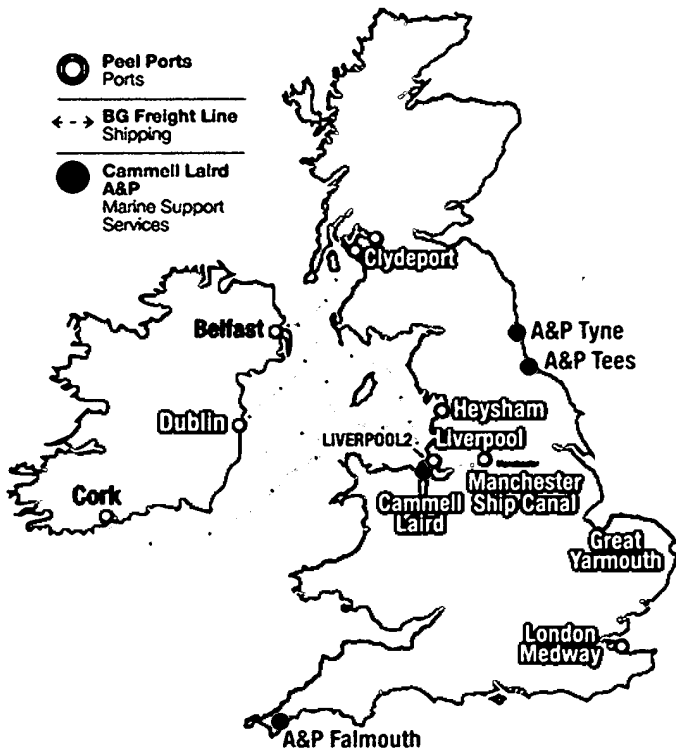 Peel Ports
Ports
BG Freight Line
Shipping
Cammell Laird
A&P
Marine Support
Services
Clydeport
Belfast
A&P Tyne
A&P Tees
Heysham
Dublin
Liverpool
LIVERPOOL2
Manchester
Ship Canal
Cammell
Laird
Cork
Great
Yarmouth
London
Medway
A&P Falmouth